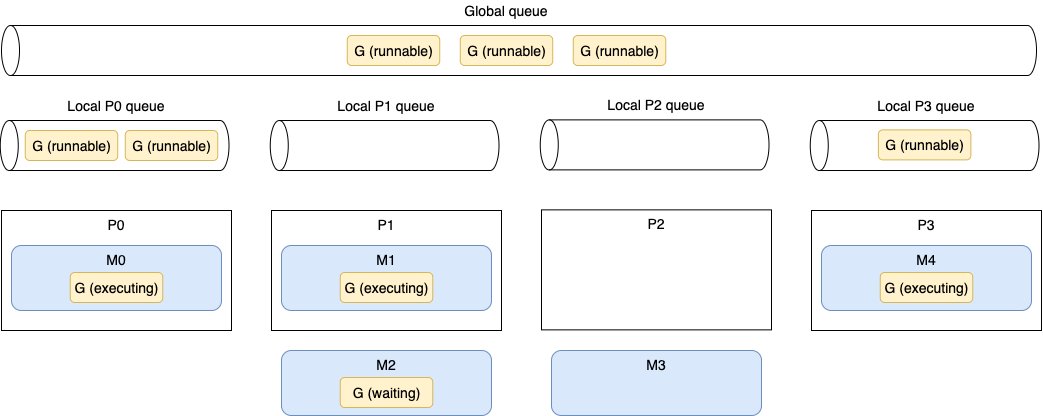 Global queue
G (runnable) G (runnable) G (runnable)
Local P0 queue Local P1 queue Local P2 queue Local P3 queue
G (runnable) G (runnable) G (runnable)
P0 P1 P2 P3
M0 M1 M4
G (executing) G (executing) G (executing)
M2 M3
G (waiting)